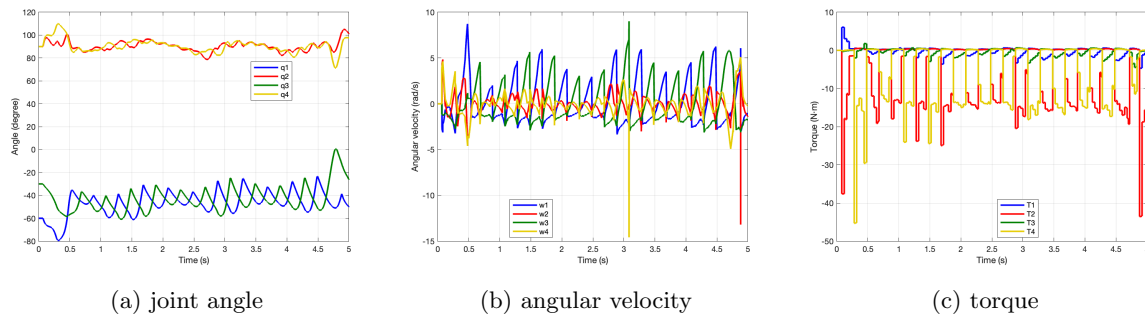 120
100
80
60
40
20
0
-20
-40
-60
-80
Angle (degree)
0 0.5 1 1.5 2 2.5 3 3.5 4 4.5 5
Time (s)
q1
q2
q3
q4
(a) joint angle
10
5
0
-5
-10
-15
Angular velocity (rad/s)
0 0.5 1 1.5 2 2.5 3 3.5 4 4.5 5
Time (s)
w1
w2
w3
w4
(b) angular velocity
10
0
-10
-20
-30
-40
-50
Torque (N·m)
0 0.5 1 1.5 2 2.5 3 3.5 4 4.5
Time (s)
T1
T2
T3
T4
(c) torque